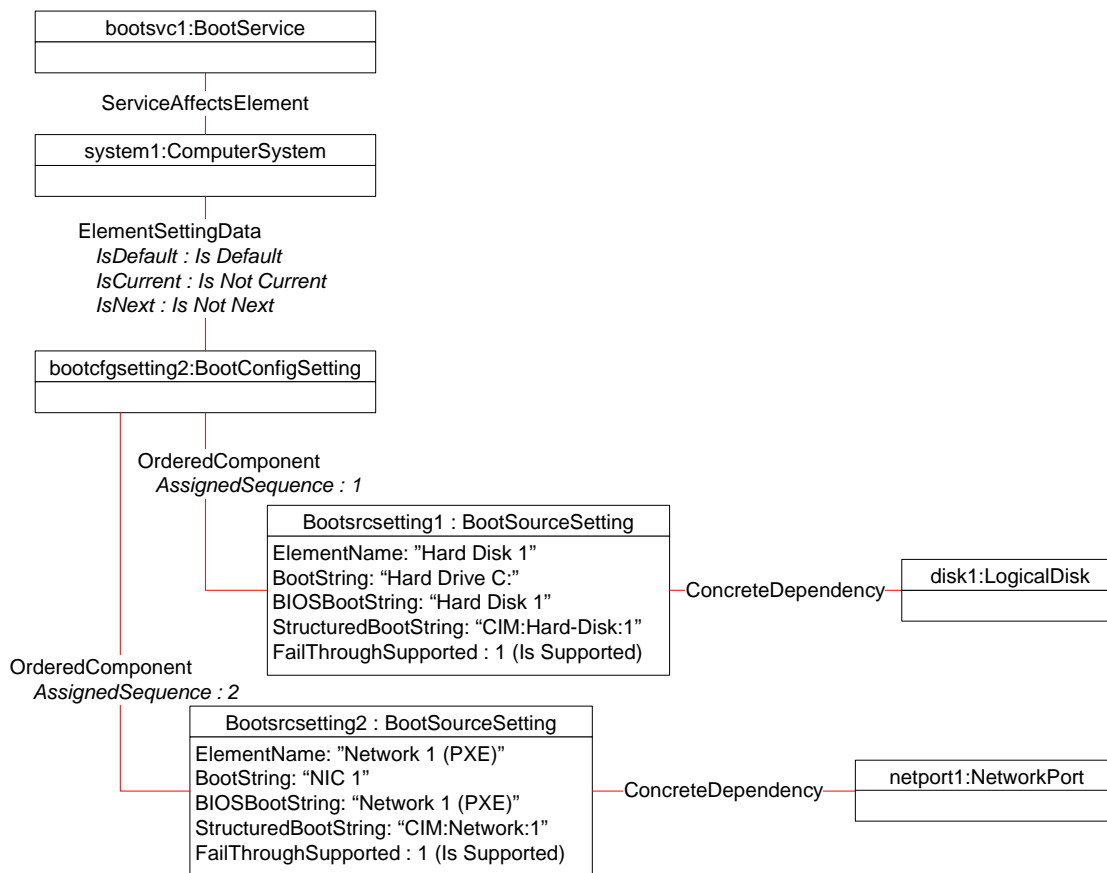 bootsvc1:BootService
ServiceAffectsElement
system1:ComputerSystem
ElementSettingData
IsDefault : Is Default
IsCurrent : Is Not Current
IsNext : Is Not Next
bootcfgsetting2:BootConfigSetting
OrderedComponent
AssignedSequence : 1
Bootsrcsetting1 : BootSourceSetting
ElementName: ”Hard Disk 1”
BootString: “Hard Drive C:”
BIOSBootString: “Hard Disk 1”
StructuredBootString: “CIM:Hard-Disk:1”
FailThroughSupported : 1 (Is Supported)
ConcreteDependency
disk1:LogicalDisk
OrderedComponent
AssignedSequence : 2
Bootsrcsetting2 : BootSourceSetting
ElementName: ”Network 1 (PXE)”
BootString: “NIC 1”
BIOSBootString: “Network 1 (PXE)”
StructuredBootString: “CIM:Network:1”
FailThroughSupported : 1 (Is Supported)
ConcreteDependency
netport1:NetworkPort